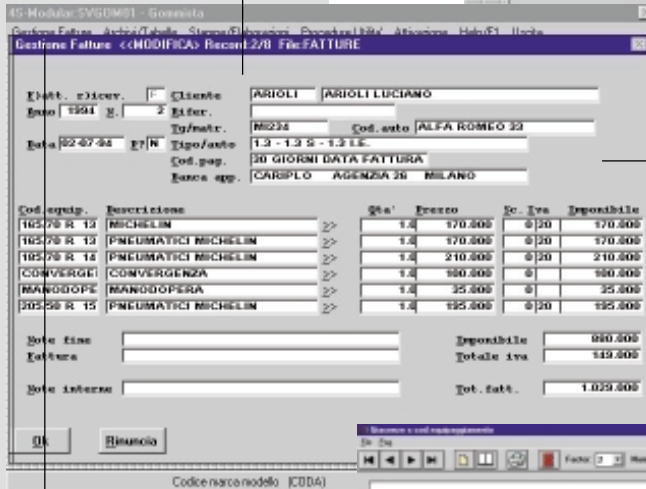 4S-Modular:SVGOM01 - Gommista
Gestione Fatture Archivi/Tabelle Stampe/Elaborazioni Procedure Utilita' Attivazione Help/F1 Uscita
Gestione Fatture <<MODIFICA> Record:2/8 File:FATTURE
F)att. r)icev. F Cliente ARIOLI ARIOLI LUCIANO
Anno 1994 N. 2 Rifer.
Tg/matr. MI234 Cod.auto ALFA ROMEO 33
Data 02-07-94 P? N Tipo/auto 1.3 - 1.3 S - 1.3 I.E.
Cod.pag. 30 GIORNI DATA FATTURA
Banca app. CARIPLO AGENZIA 26 MILANO
Cod.equip. Descrizione Qta' Prezzo Sc. Iva Imponibile
165/70 R 13 MICHELIN >> 1.0 170.000 0 20 170.000
165/70 R 13 PNEUMATICI MICHELIN >> 1.0 170.000 0 20 170.000
185/70 R 14 PNEUMATICI MICHELIN >> 1.0 210.000 0 20 210.000
CONVERGEI CONVERGENZA >> 1.0 100.000 0 100.000
MANODOPE MANODOPERA >> 1.0 35.000 0 35.000
205/50 R 15 PNEUMATICI MICHELIN >> 1.0 195.000 0 20 195.000
Note fine Imponibile 880.000
Fattura Totale iva 149.000
Note interne Tot.fatt. 1.029.000
Ok Rinuncia
Giacenze x cod.equipaggiamento
Factor: 2
Codice marca modello (CODA)